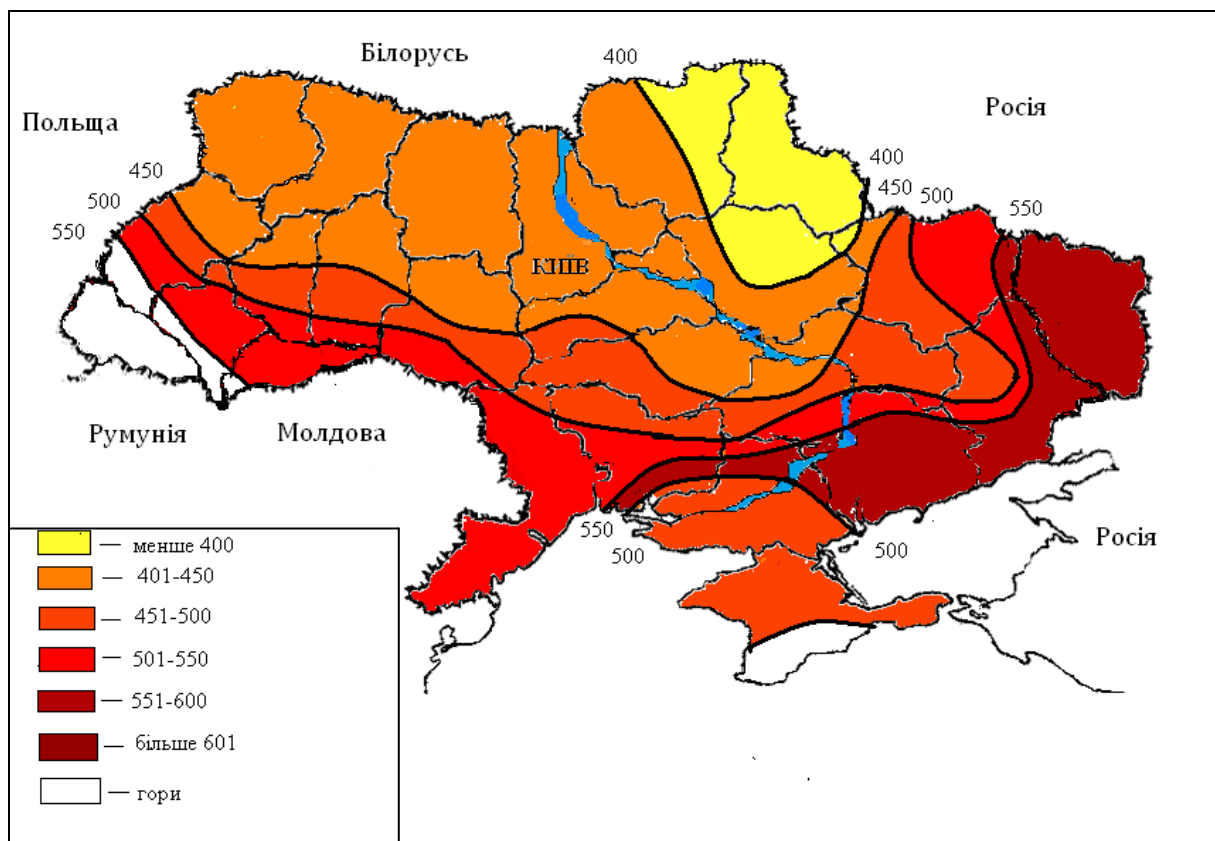 Білорусь
400
Росія
Польща
450
400
500
450
500
550
550
КИЇВ
Румунія
Молдова
550
500
500
Росія
менше 400
401-450
451-500
501-550
551-600
більше 601
гори